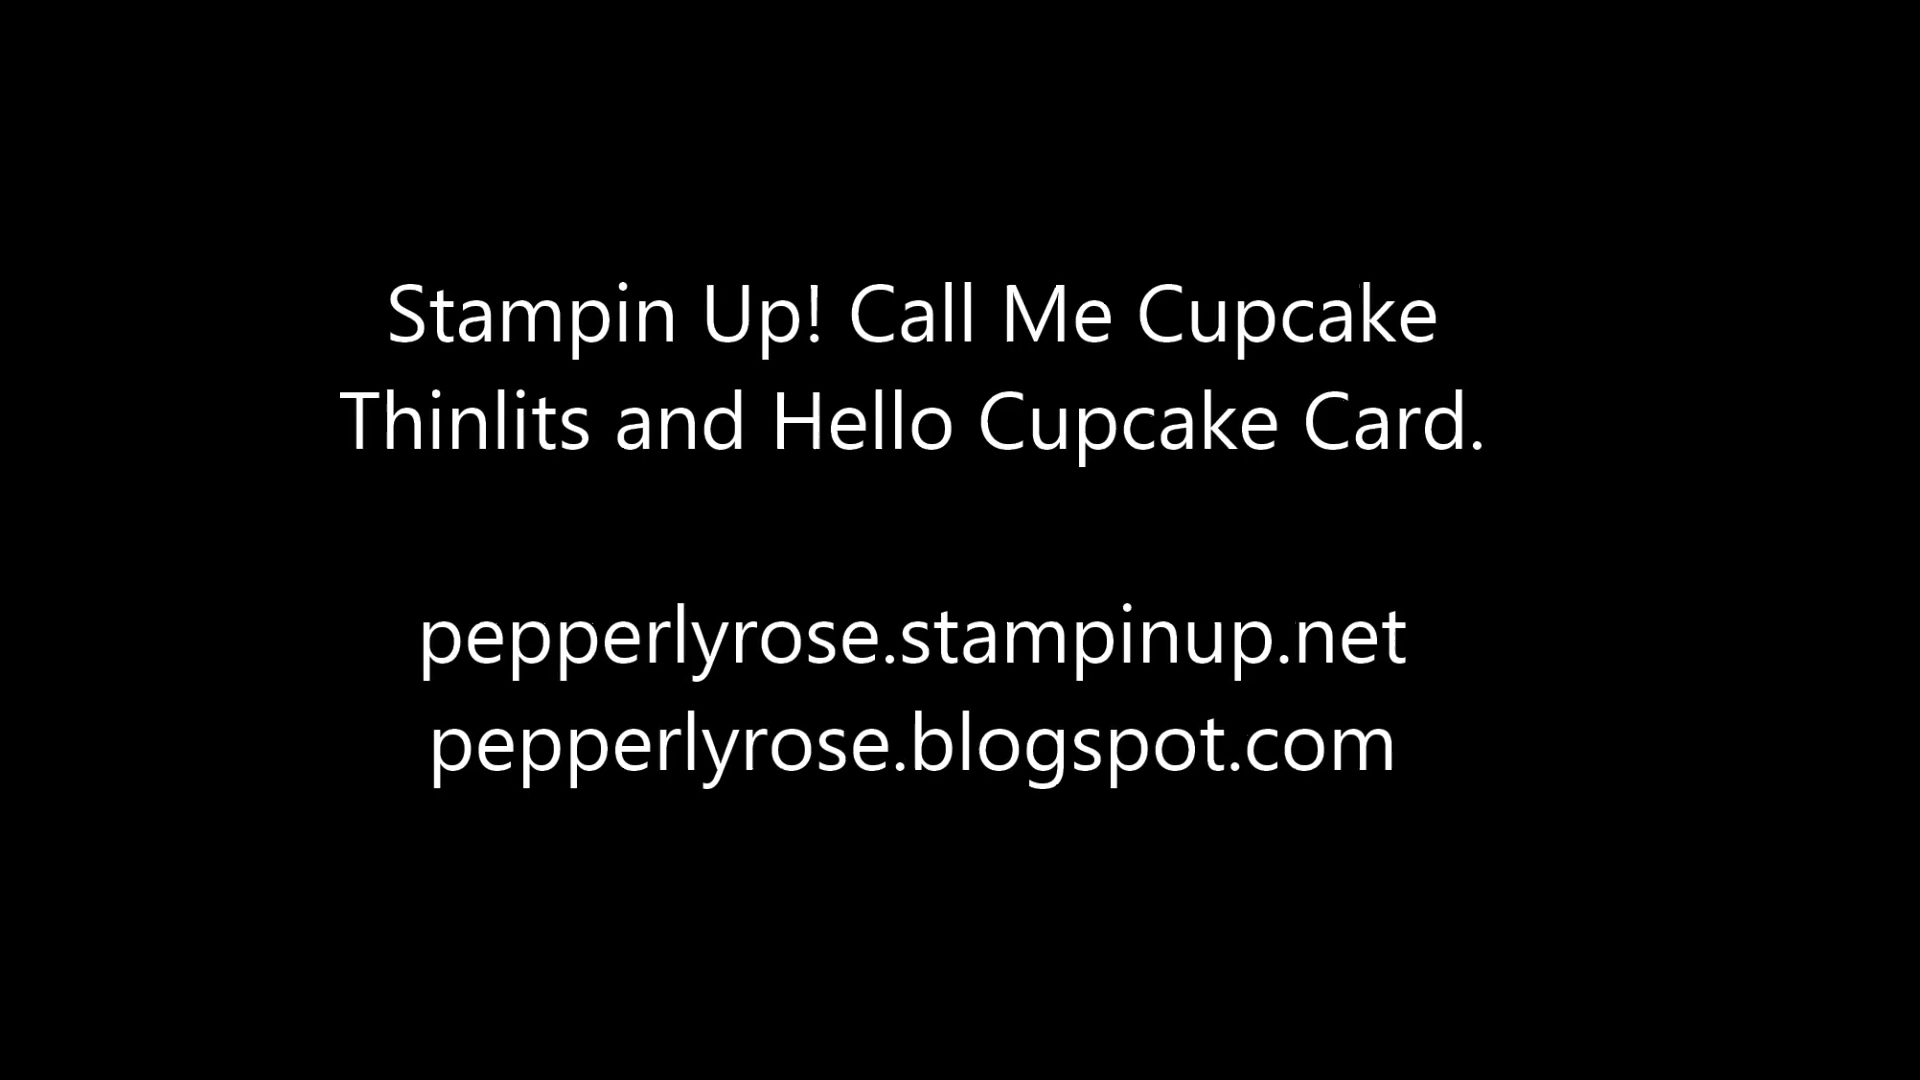 Stampin Up! Call Me Cupcake
Thinlits and Hello Cupcake Card.
pepperlyrose.stampinup.net
pepperlyrose.blogspot.com